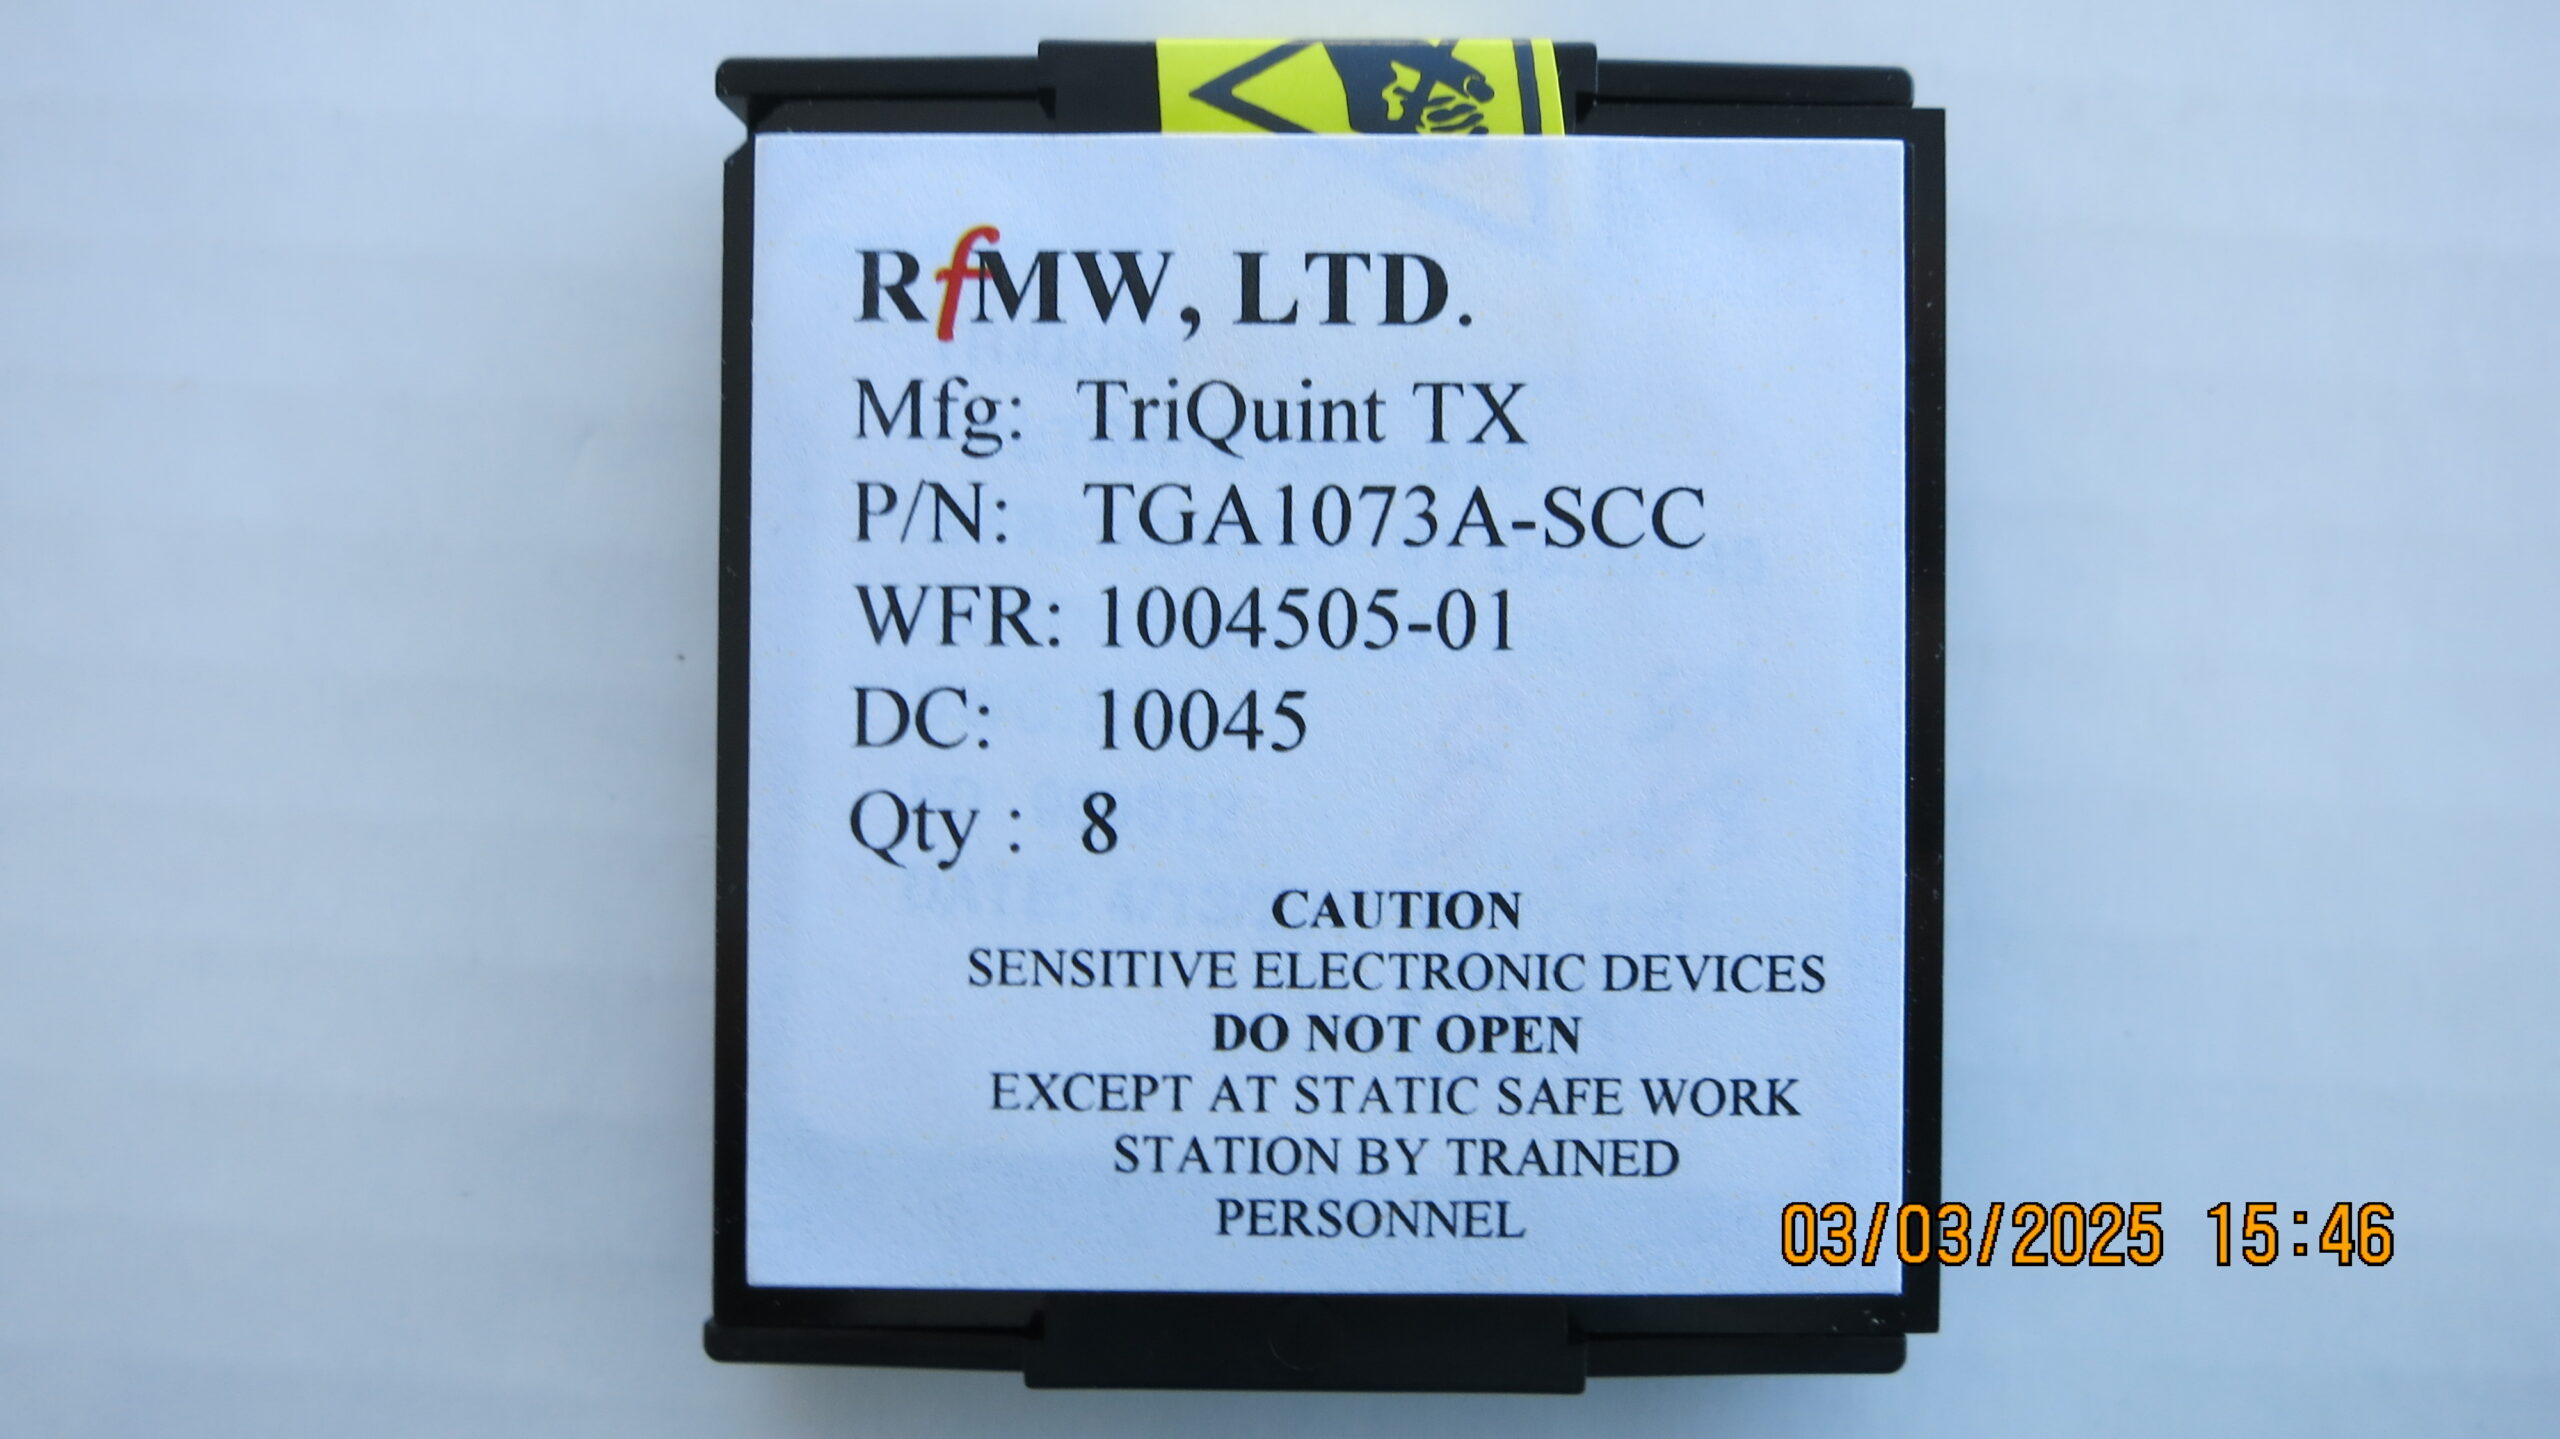 RfMW, LTD.
Mfg: TriQuint TX
P/N: TGA1073A-SCC
WFR: 1004505-01
DC: 10045
Qty : 8
CAUTION
SENSITIVE ELECTRONIC DEVICES
DO NOT OPEN
EXCEPT AT STATIC SAFE WORK
STATION BY TRAINED
PERSONNEL
03/03/2025 15:46